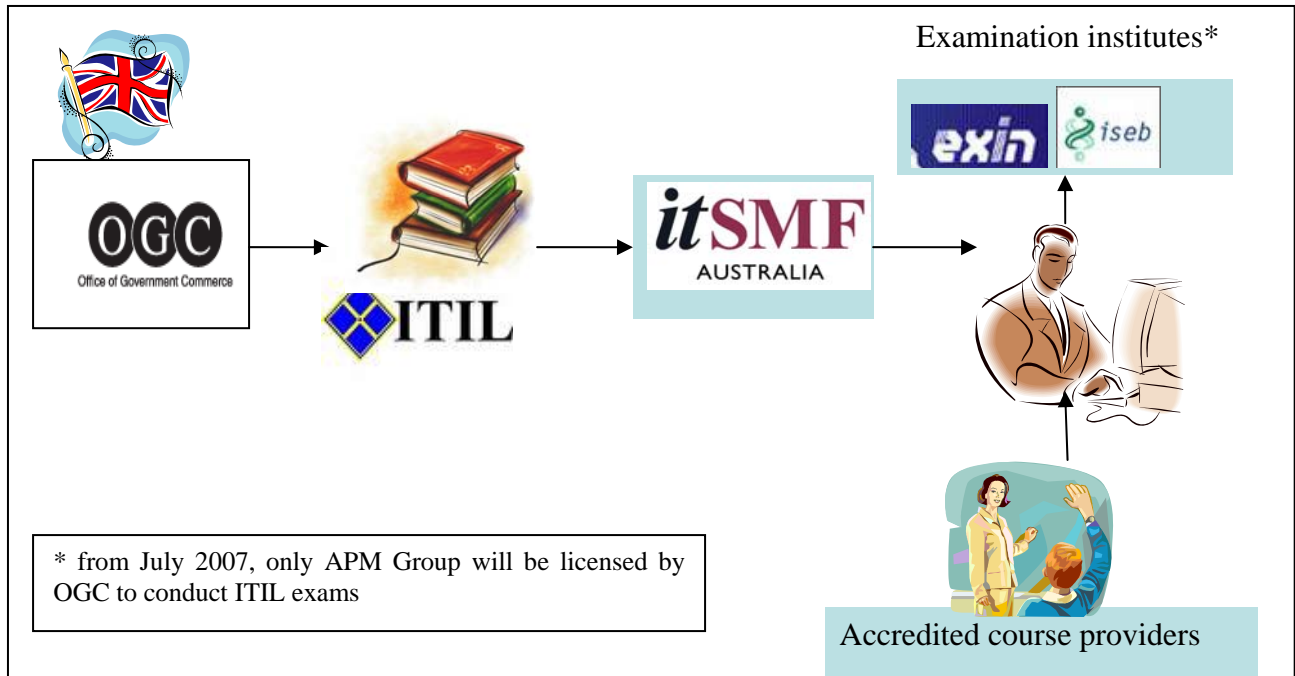 Examination institutes*
exin
iseb
OGC
Office of Government Commerce
ITIL
itSMF
AUSTRALIA
* from July 2007, only APM Group will be licensed by
OGC to conduct ITIL exams
Accredited course providers